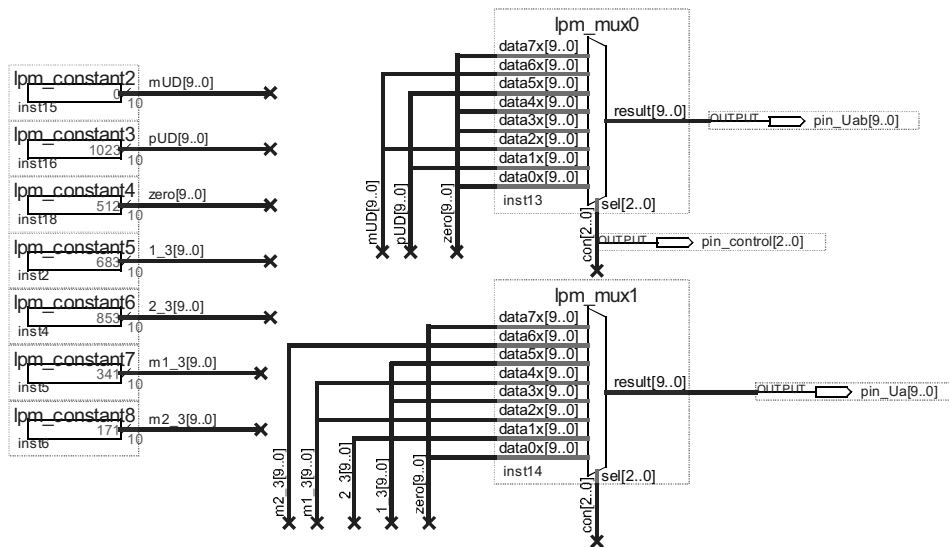 lpm_constant2
0
mUD[9..0]
10
inst15
lpm_constant3
1023
pUD[9..0]
10
inst16
lpm_constant4
512
zero[9..0]
10
inst18
lpm_constant5
683
1_3[9..0]
10
inst2
lpm_constant6
853
2_3[9..0]
10
inst4
lpm_constant7
341
m1_3[9..0]
10
inst5
lpm_constant8
171
m2_3[9..0]
10
inst6
lpm_mux0
data7x[9..0]
data6x[9..0]
data5x[9..0]
data4x[9..0]
data3x[9..0]
data2x[9..0]
data1x[9..0]
data0x[9..0]
result[9..0]
inst13
sel[2..0]
mUD[9..0]
pUD[9..0]
zero[9..0]
con[2..0]
OUTPUT
pin_Uab[9..0]
OUTPUT
pin_control[2..0]
lpm_mux1
data7x[9..0]
data6x[9..0]
data5x[9..0]
data4x[9..0]
data3x[9..0]
data2x[9..0]
data1x[9..0]
data0x[9..0]
result[9..0]
inst14
sel[2..0]
m2_3[9..0]
m1_3[9..0]
2_3[9..0]
1_3[9..0]
zero[9..0]
con[2..0]
OUTPUT
pin_Ua[9..0]